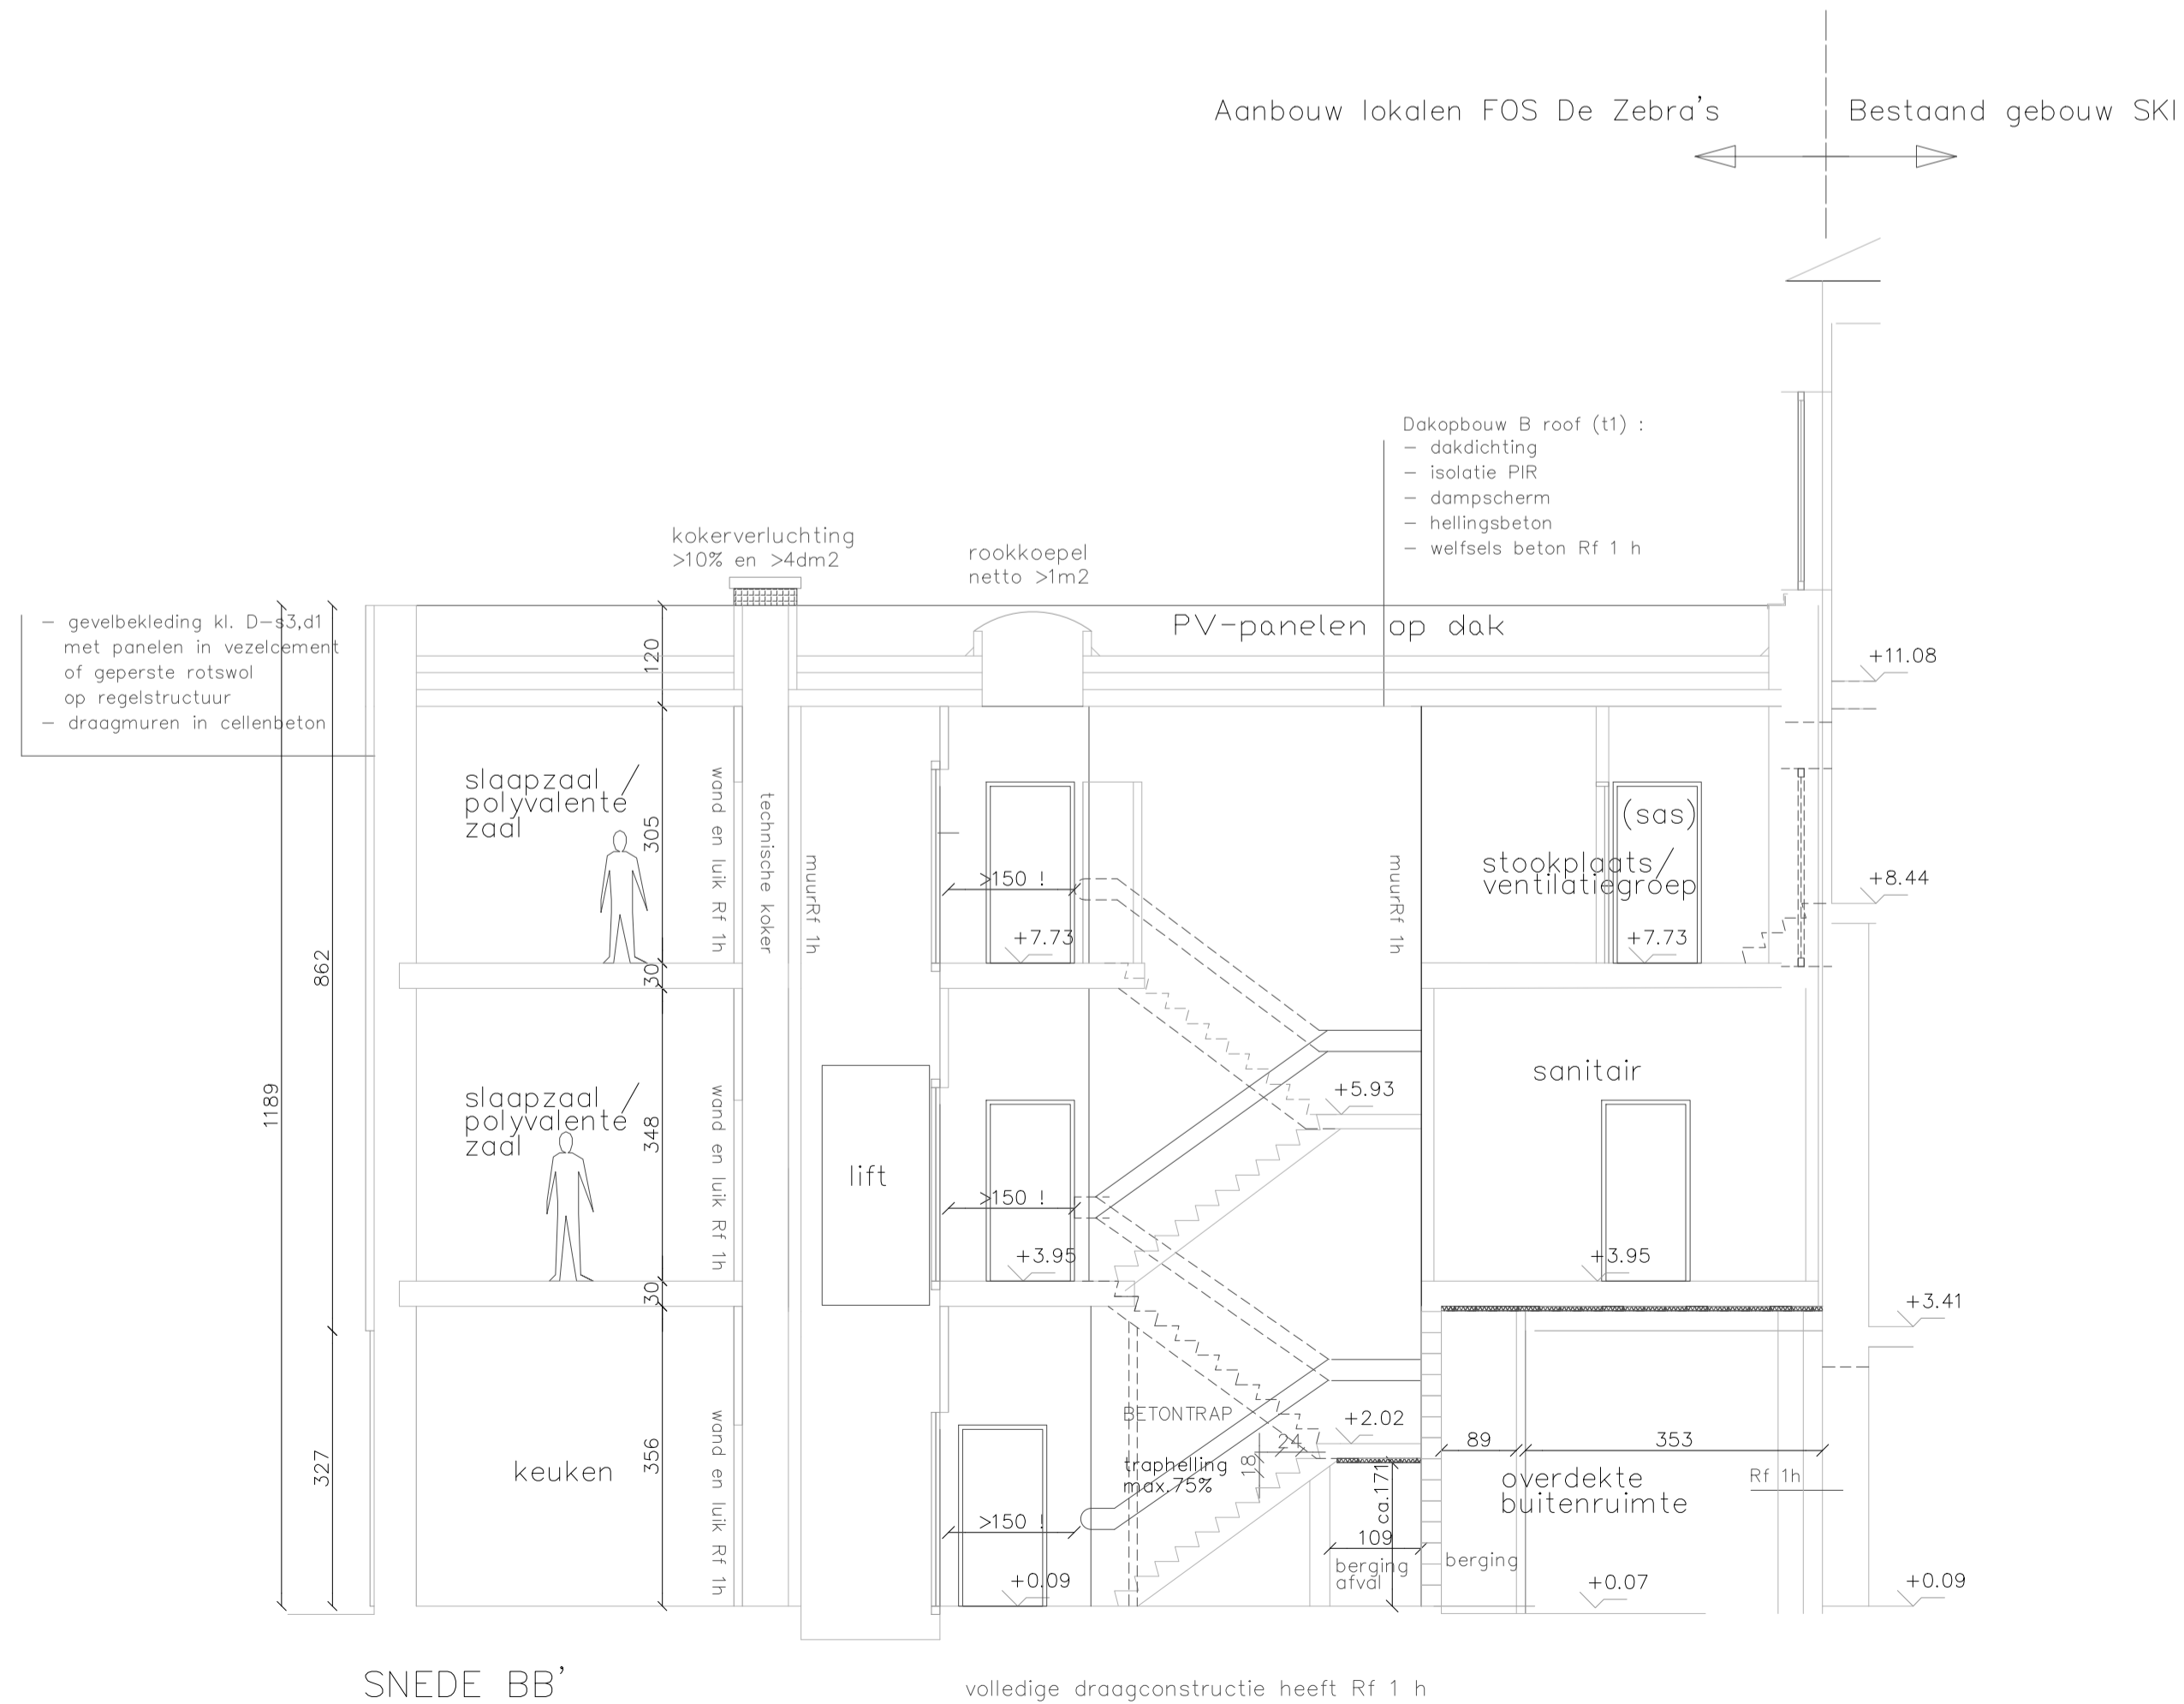 Aanbouw lokalen FOS De Zebra's
Bestaand gebouw SKI
Dakopbouw B roof (t1) :
- dakdichting
- isolatie PIR
- dampscherm
- hellingsbeton
- welfsels beton Rf 1 h
kokerverluchting
>10% en >4dm2
rookkoepel
netto >1m2
PV-panelen op dak
- gevelbekleding kl. D-s3,d1
met panelen in vezelcement
of geperste rotswol
op regelstructuur
- draagmuren in cellenbeton
120
+11.08
slaapzaal /
polyvalente
zaal
305
wand en luik Rf 1h
technische koker
muurRf 1h
>150 !
+7.73
muurRf 1h
(sas)
stookplaats/
ventilatiegroep
+7.73
+8.44
862
30
1189
slaapzaal /
polyvalente
zaal
348
wand en luik Rf 1h
lift
>150 !
+3.95
+5.93
sanitair
+3.95
30
+3.41
327
keuken
356
wand en luik Rf 1h
>150 !
+0.09
BETONTRAP
traphelling
max.75%
24
18
+2.02
ca.171
109
berging
afval
berging
89
353
overdekte
buitenruimte
Rf 1h
+0.07
+0.09
SNEDE BB'
volledige draagconstructie heeft Rf 1 h